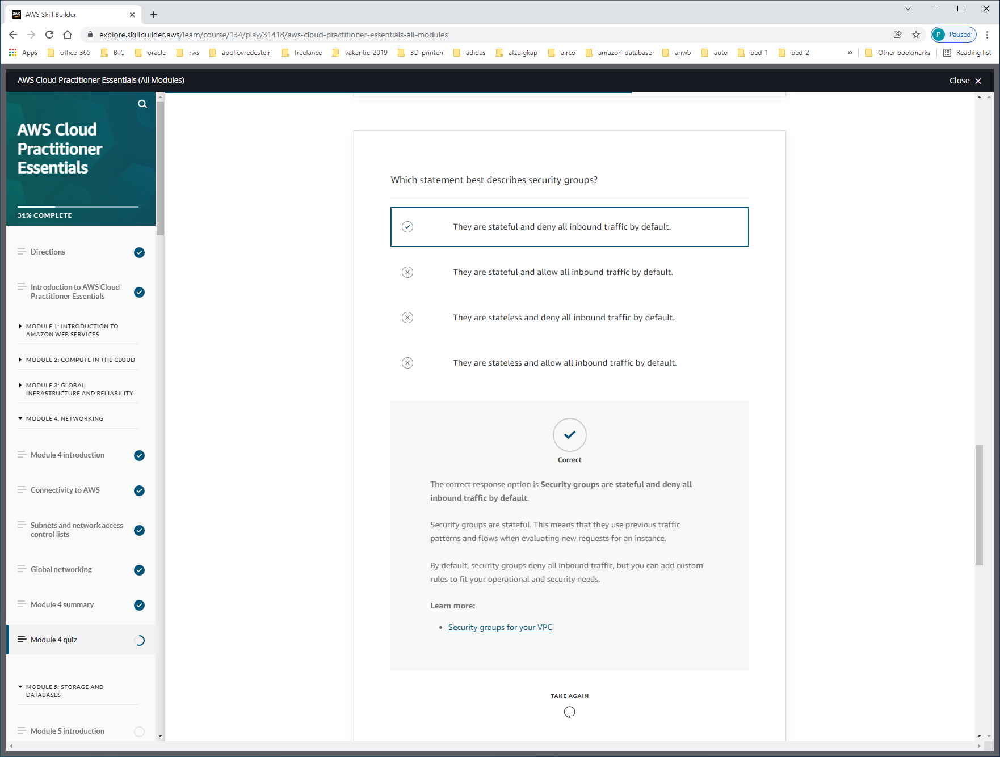 aws
AWS Skill Builder
explore.skillbuilder.aws/learn/course/134/play/31418/aws-cloud-practitioner-essentials-all-modules
P Paused
Apps office-365 BTC oracle rws apollovredestein freelance vakantie-2019 3D-printen adidas afzuigkap airco amazon-database anwb auto bed-1 bed-2 » Other bookmarks Reading list
AWS Cloud Practitioner Essentials (All Modules)
Close
AWS Cloud
Practitioner
Essentials
31% COMPLETE
Directions
Introduction to AWS Cloud
Practitioner Essentials
MODULE 1: INTRODUCTION TO
AMAZON WEB SERVICES
MODULE 2: COMPUTE IN THE CLOUD
MODULE 3: GLOBAL
INFRASTRUCTURE AND RELIABILITY
MODULE 4: NETWORKING
Module 4 introduction
Connectivity to AWS
Subnets and network access
control lists
Global networking
Module 4 summary
Module 4 quiz
MODULE 5: STORAGE AND
DATABASES
Module 5 introduction
Which statement best describes security groups?
They are stateful and deny all inbound traffic by default.
They are stateful and allow all inbound traffic by default.
They are stateless and deny all inbound traffic by default.
They are stateless and allow all inbound traffic by default.
Correct
The correct response option is Security groups are stateful and deny all
inbound traffic by default.
Security groups are stateful. This means that they use previous traffic
patterns and flows when evaluating new requests for an instance.
By default, security groups deny all inbound traffic, but you can add custom
rules to fit your operational and security needs.
Learn more:
• Security groups for your VPC
TAKE AGAIN